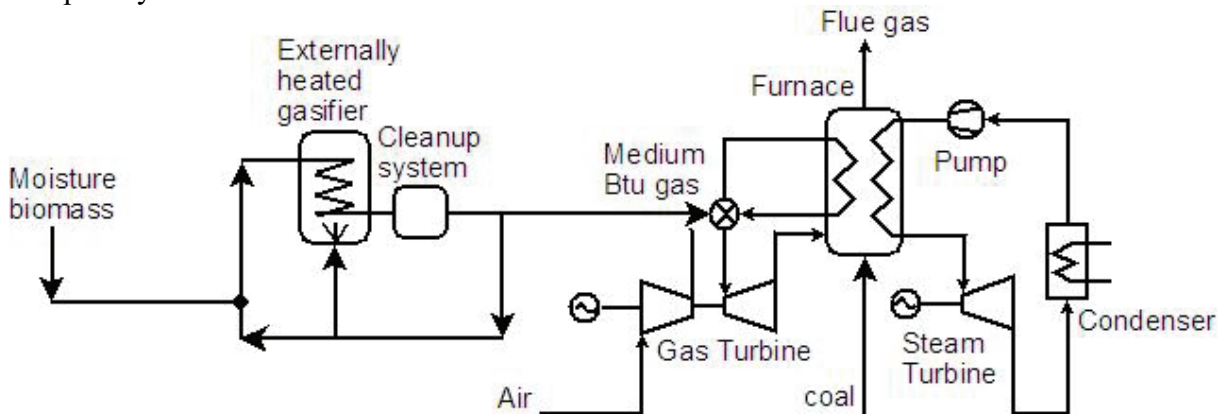 Flue gas
Externally
heated
gasifier
Furnace
Cleanup
system
Moisture
biomass
Medium
Btu gas
Pump
Condenser
Gas Turbine
Steam
Turbine
Air
coal